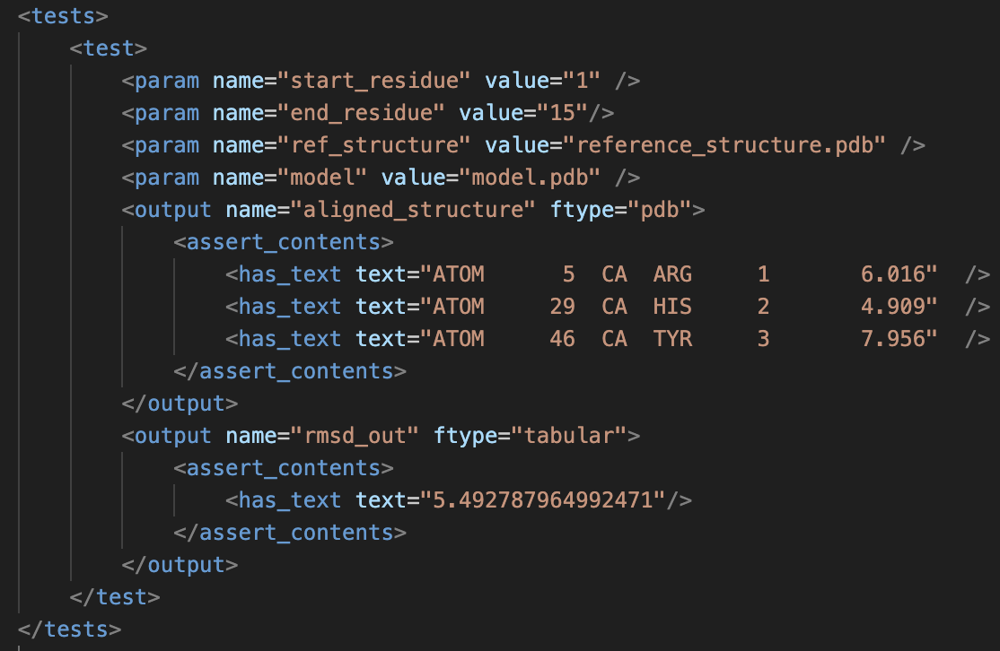 <tests>
    <test>
        <param name="start_residue" value="1" />
        <param name="end_residue" value="15"/>
        <param name="ref_structure" value="reference_structure.pdb" />
        <param name="model" value="model.pdb" />
        <output name="aligned_structure" ftype="pdb">
            <assert_contents>
                <has_text text="ATOM      5  CA  ARG     1       6.016"  />
                <has_text text="ATOM     29  CA  HIS     2       4.909"  />
                <has_text text="ATOM     46  CA  TYR     3       7.956"  />
            </assert_contents>
        </output>
        <output name="rmsd_out" ftype="tabular">
            <assert_contents>
                <has_text text="5.492787964992471"/>
            </assert_contents>
        </output>
    </test>
</tests>